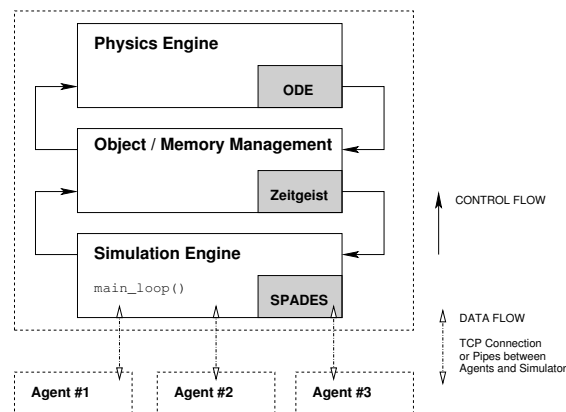 Physics Engine
ODE
Object / Memory Management
Zeitgeist
Simulation Engine
main_loop()
SPADES
CONTROL FLOW
DATA FLOW
TCP Connection
or Pipes between
Agents and Simulator
Agent #1
Agent #2
Agent #3